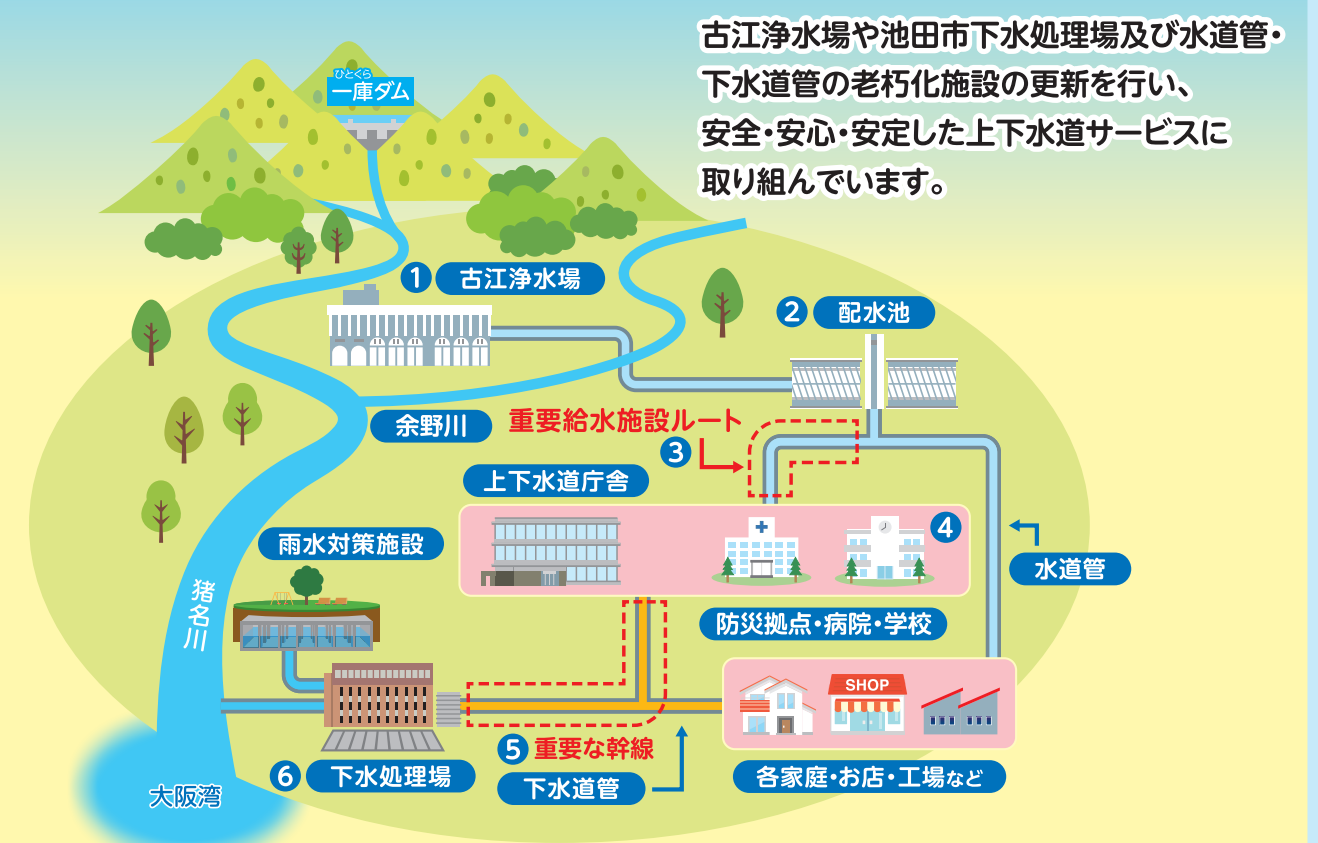 古江浄水場や池田市下水処理場及び水道管・
下水道管の老朽化施設の更新を行い、
安全・安心・安定した上下水道サービスに
取り組んでいます。
ひとくら
一庫ダム
1 古江浄水場
2 配水池
余野川
重要給水施設ルート
3
上下水道庁舎
4
雨水対策施設
水道管
猪名川
防災拠点・病院・学校
SHOP
5 重要な幹線
6 下水処理場
下水道管
各家庭・お店・工場など
大阪湾